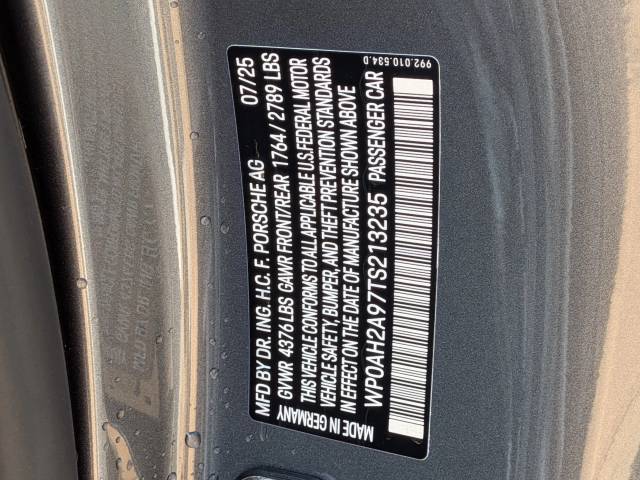 MFD BY DR. ING. H.C. F. PORSCHE AG 07/25
GVWR 4376 LBS GAWR FRONT/REAR 1764/2789 LBS
THIS VEHICLE CONFORMS TO ALL APPLICABLE U.S. FEDERAL MOTOR
VEHICLE SAFETY, BUMPER, AND THEFT PREVENTION STANDARDS
IN EFFECT ON THE DATE OF MANUFACTURE SHOWN ABOVE
MADE IN GERMANY
WP0AH2A97TS213235 PASSENGER CAR
992.010.534.D